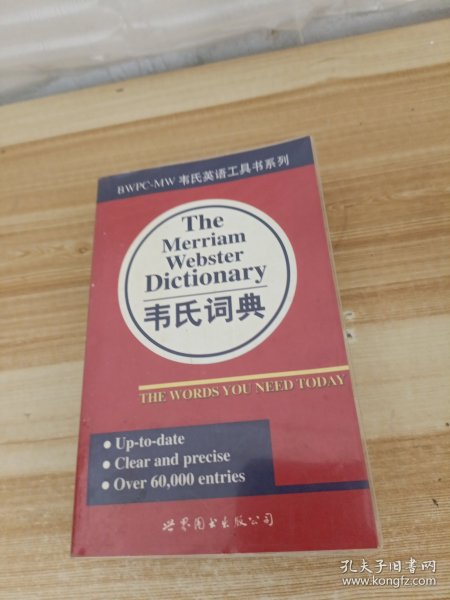 BWPC-MW 韦氏英语工具书系列
The
Merriam
Webster
Dictionary
韦氏词典
THE WORDS YOU NEED TODAY
● Up-to-date
● Clear and precise
● Over 60,000 entries
世界图书出版公司
孔夫子旧书网
www.kongfz.com